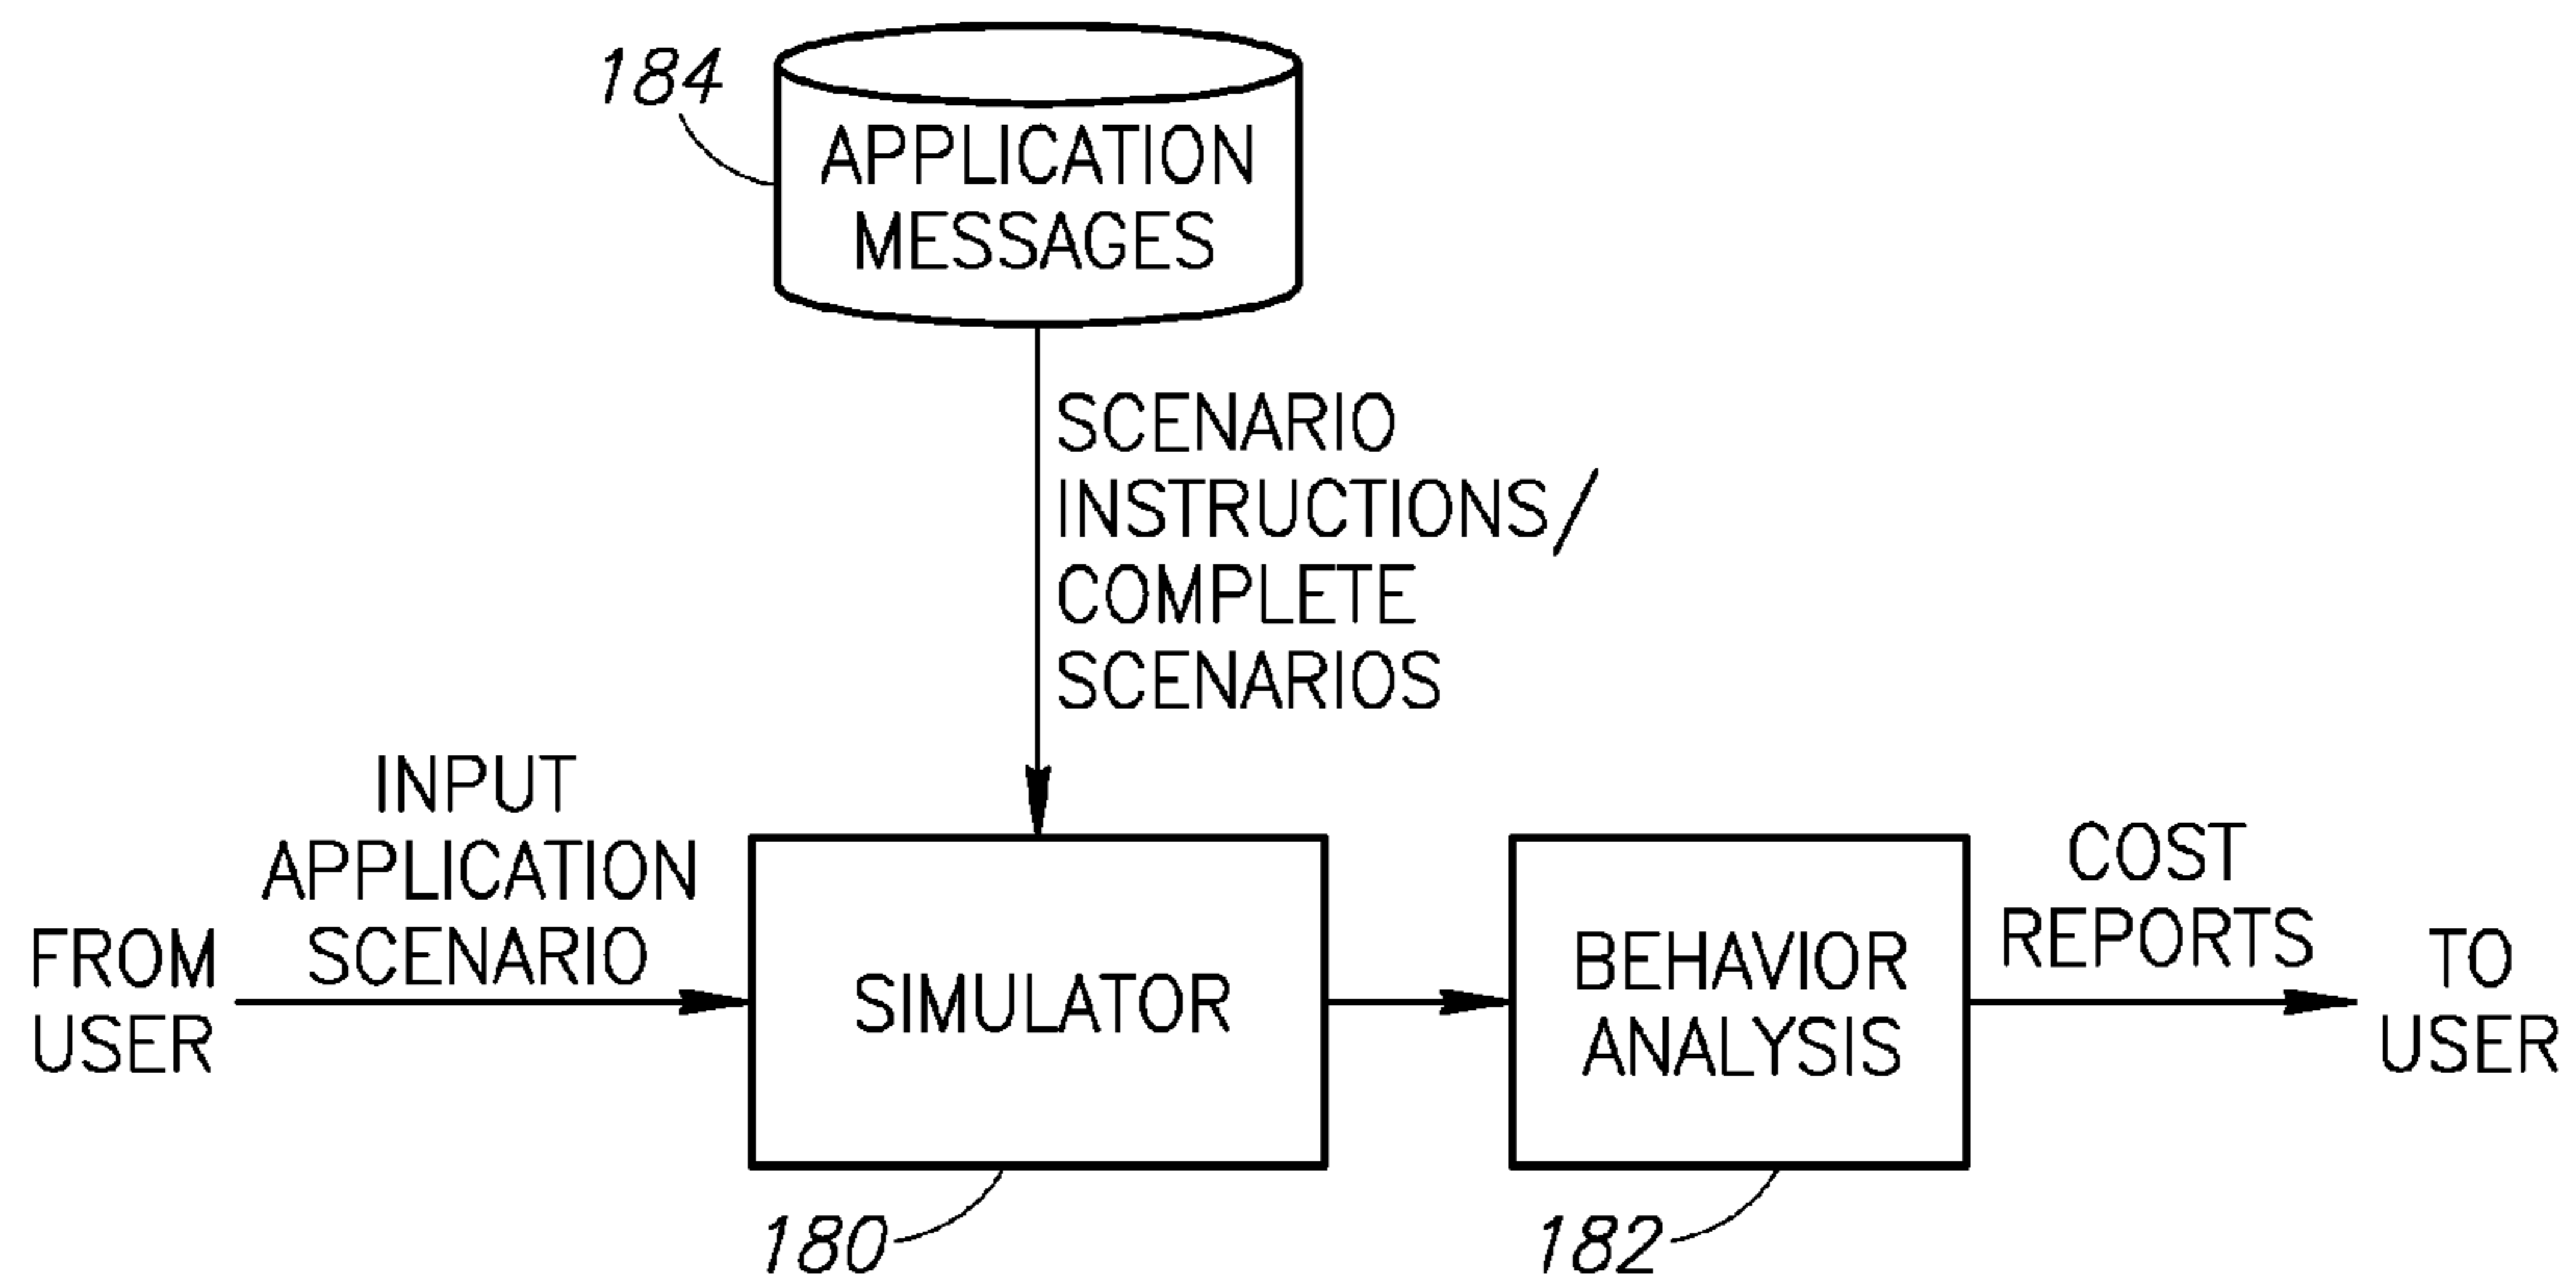 184
APPLICATION
MESSAGES
SCENARIO
INSTRUCTIONS/
COMPLETE
SCENARIOS
FROM
USER
INPUT
APPLICATION
SCENARIO
SIMULATOR
180
BEHAVIOR
ANALYSIS
182
COST
REPORTS
TO
USER